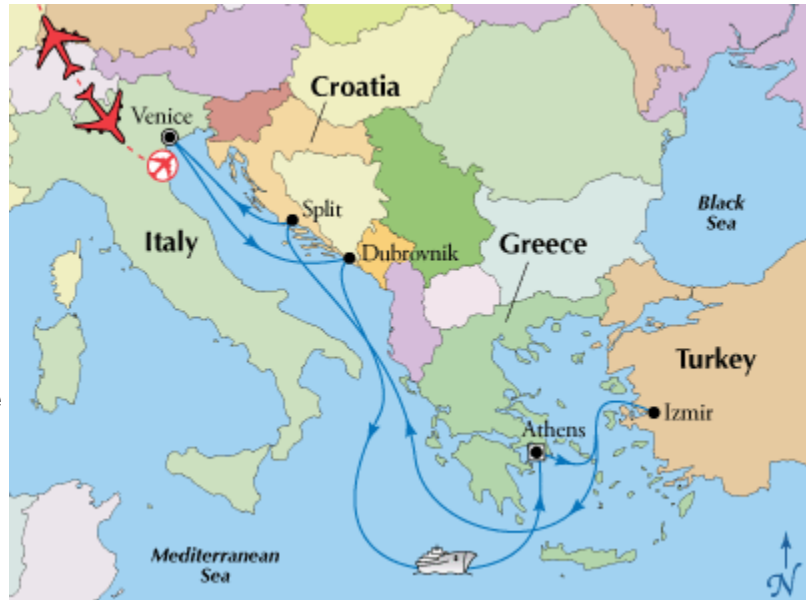 Croatia
Venice
Split
Black
Sea
Italy
Dubrovnik
Greece
Turkey
Athens
Izmir
Mediterranean
Sea
N